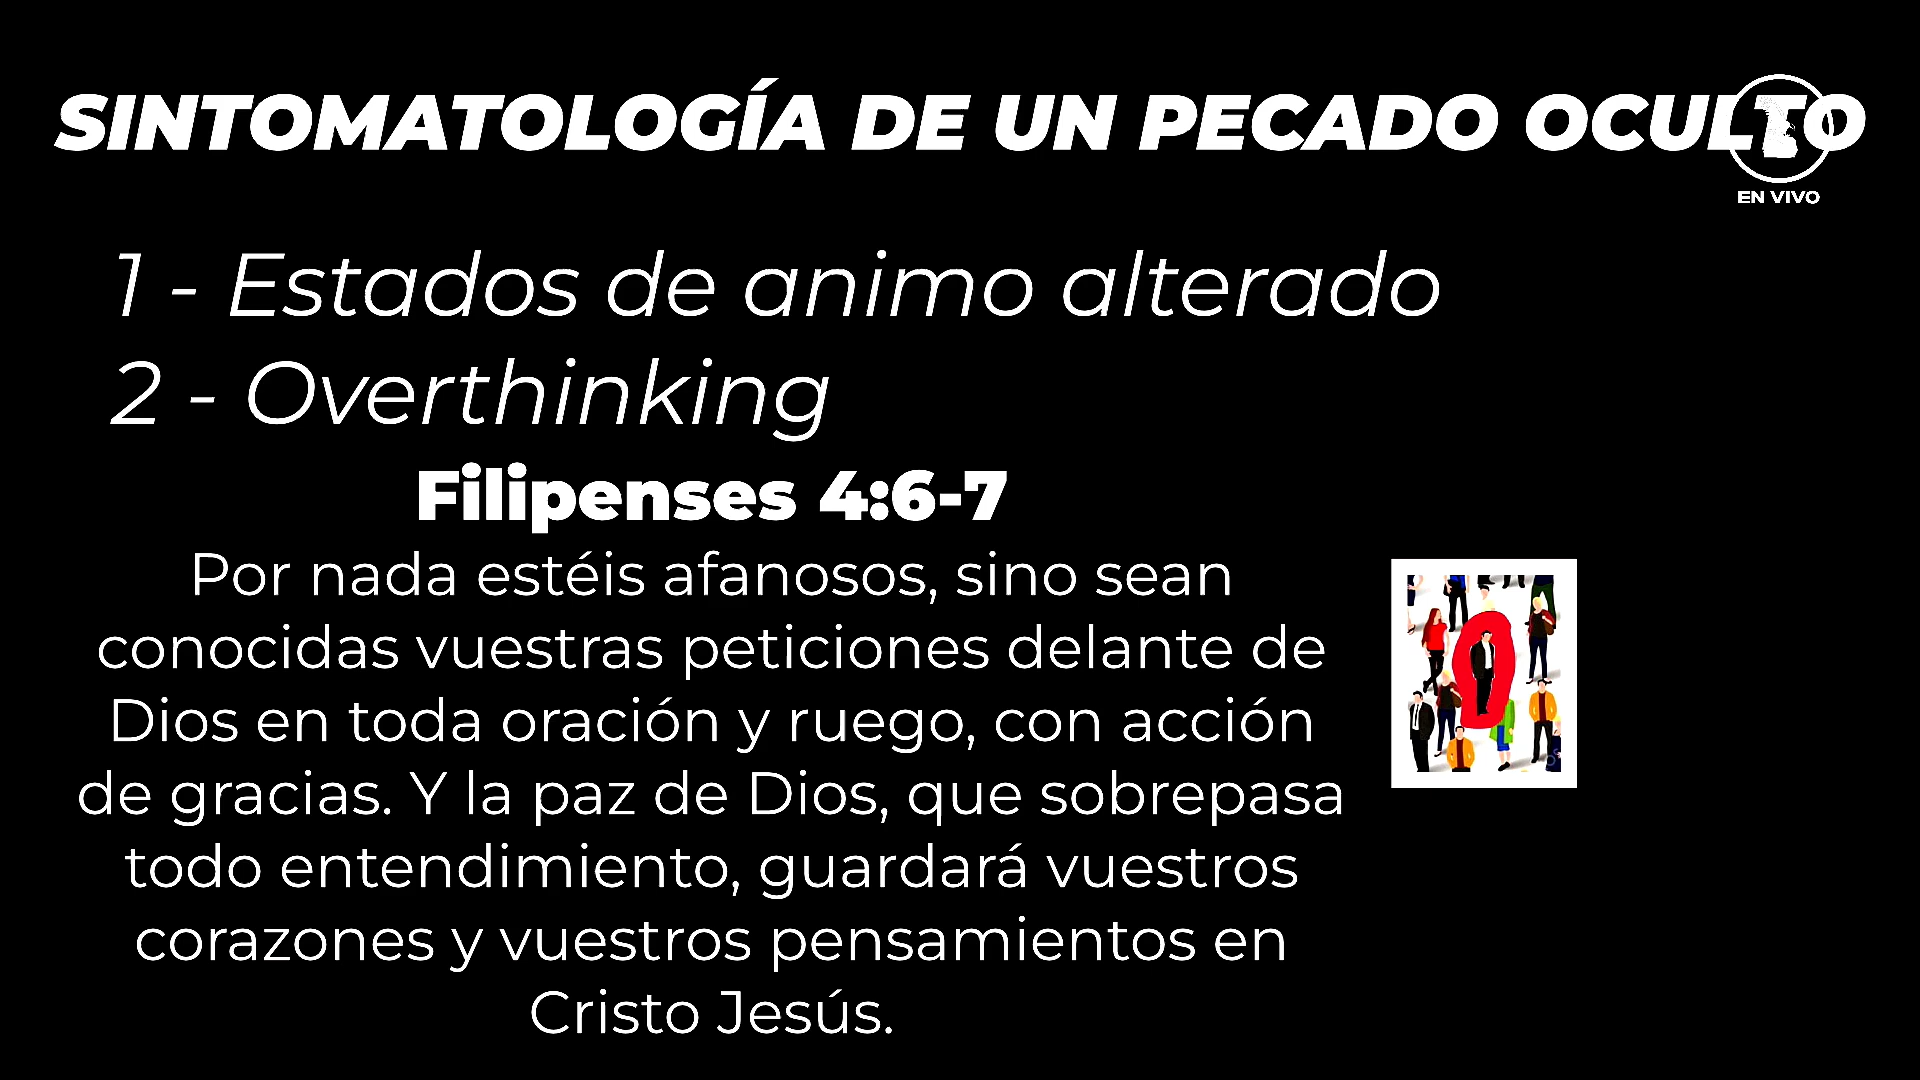 SINTOMATOLOGÍA DE UN PECADO OCULTO
EN VIVO
1 - Estados de animo alterado
2 - Overthinking
Filipenses 4:6-7
Por nada estéis afanosos, sino sean
conocidas vuestras peticiones delante de
Dios en toda oración y ruego, con acción
de gracias. Y la paz de Dios, que sobrepasa
todo entendimiento, guardará vuestros
corazones y vuestros pensamientos en
Cristo Jesús.